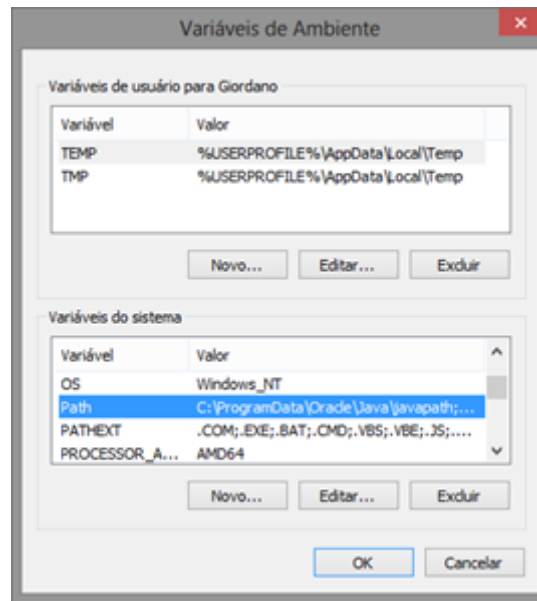 Variáveis de Ambiente
Variáveis de usuário para Giordano
Variável Valor
TEMP %USERPROFILE%\AppData\Local\Temp
TMP %USERPROFILE%\AppData\Local\Temp
Novo... Editar... Excluir
Variáveis do sistema
Variável Valor
OS Windows_NT
Path C:\ProgramData\Oracle\Java\javapath;...
PATHEXT .COM;.EXE;.BAT;.CMD;.VBS;.VBE;.JS;....
PROCESSOR_A... AMD64
Novo... Editar... Excluir
OK Cancelar